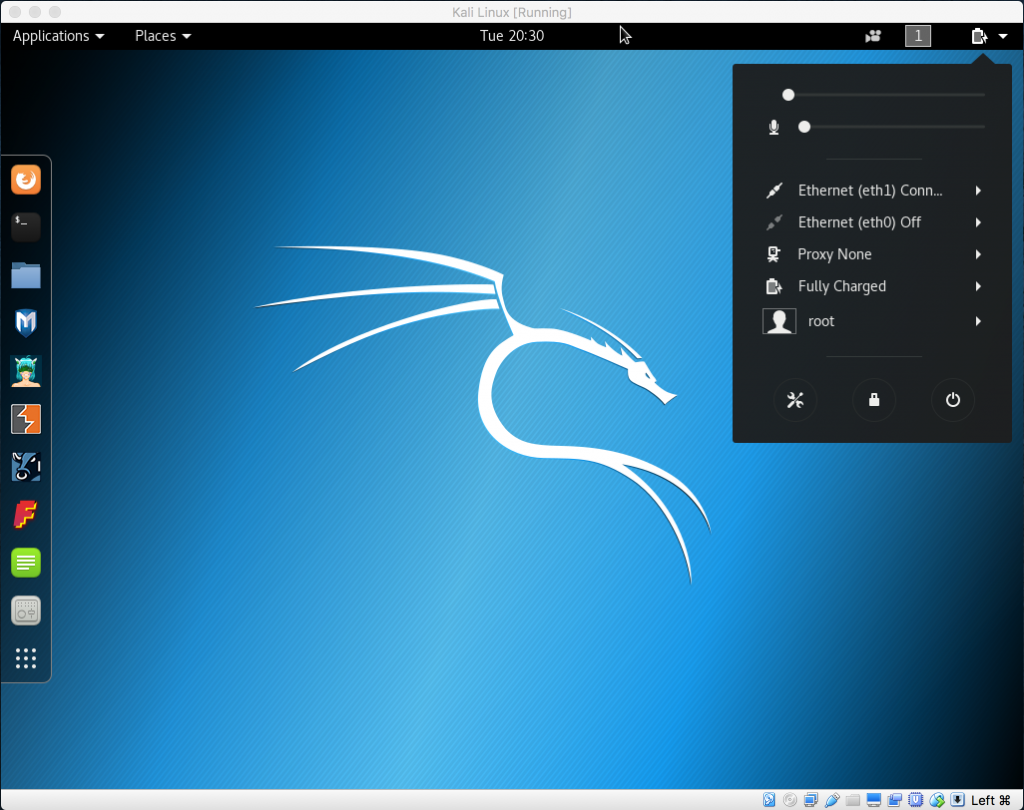 Kali Linux [Running]
Applications Places Tue 20:30 1
Ethernet (eth1) Conn...
Ethernet (eth0) Off
Proxy None
Fully Charged
root
$_
Left ⌘